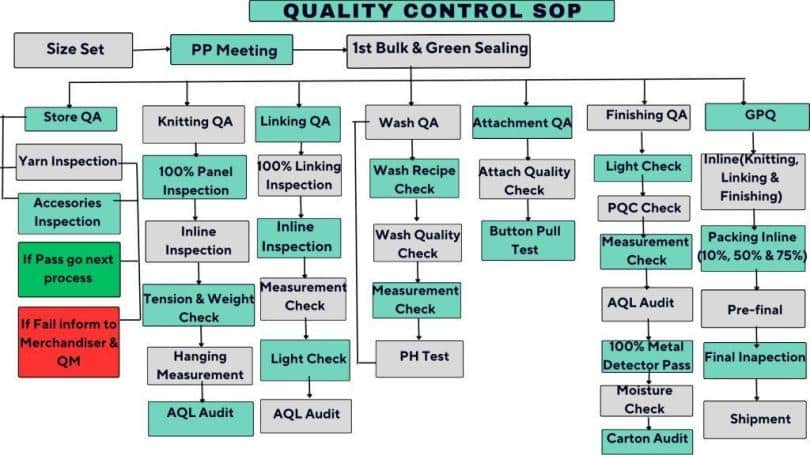 QUALITY CONTROL SOP
Size Set
PP Meeting
1st Bulk & Green Sealing
Store QA
Yarn Inspection
Accesories
Inspection
If Pass go next
process
If Fail inform to
Merchandiser &
QM
Knitting QA
100% Panel
Inspection
Inline
Inspection
Tension & Weight
Check
Hanging
Measurement
AQL Audit
Linking QA
100% Linking
Inspection
Inline
Inspection
Measurement
Check
Light Check
AQL Audit
Wash QA
Wash Recipe
Check
Wash Quality
Check
Measurement
Check
PH Test
Attachment QA
Attach Quality
Check
Button Pull
Test
Finishing QA
Light Check
PQC Check
Measurement
Check
AQL Audit
100% Metal
Detector Pass
Moisture
Check
Carton Audit
GPQ
Inline(Knitting,
Linking &
Finishing)
Packing Inline
(10%, 50% & 75%)
Pre-final
Final Inapection
Shipment